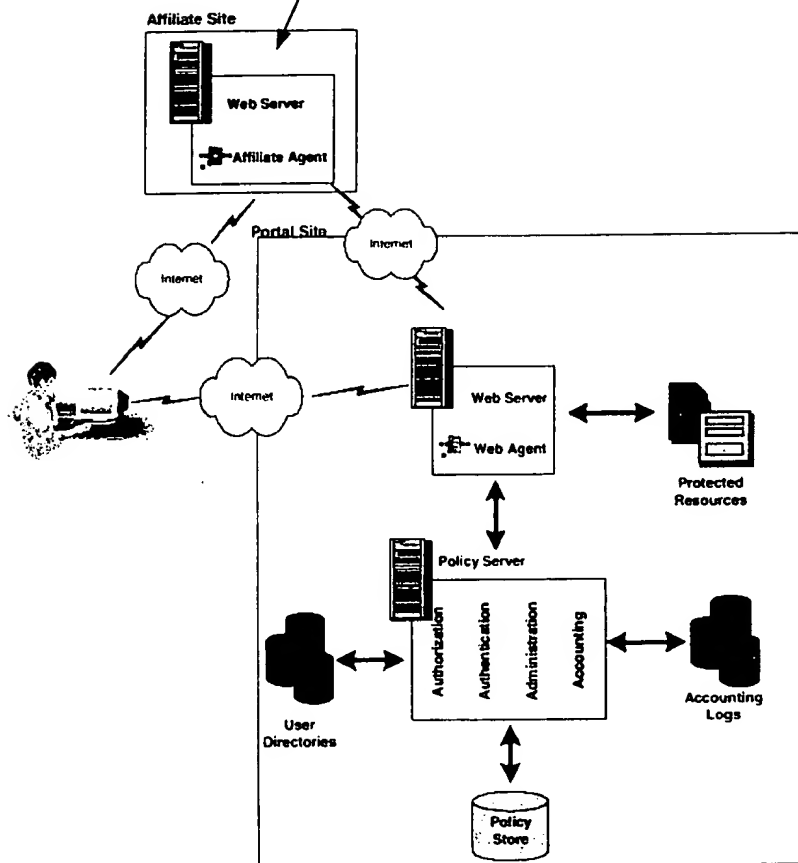 Affiliate Site
Web Server
Affiliate Agent
Portal Site
Internet
Internet
Internet
Web Server
Web Agent
Protected
Resources
Policy Server
Authorization
Authentication
Administration
Accounting
User
Directories
Accounting
Logs
Policy
Store